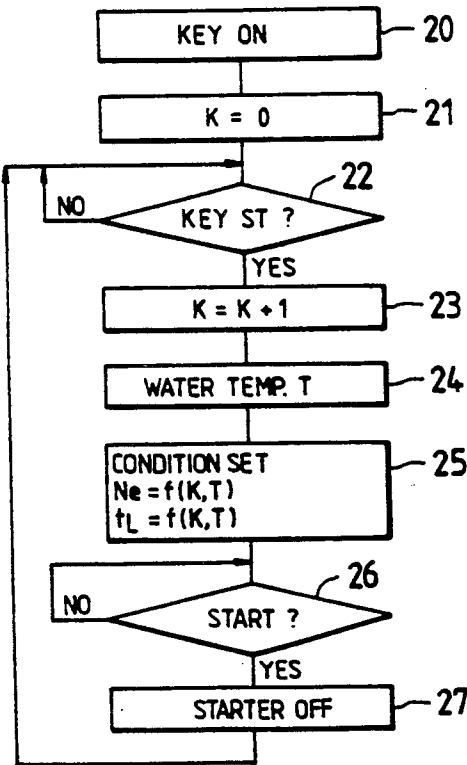 KEY ON
20
K = 0
21
22
KEY ST ?
NO
YES
K = K + 1
23
WATER TEMP. T
24
CONDITION SET
Ne = f(K,T)
tL = f(K,T)
25
26
START ?
NO
YES
STARTER OFF
27